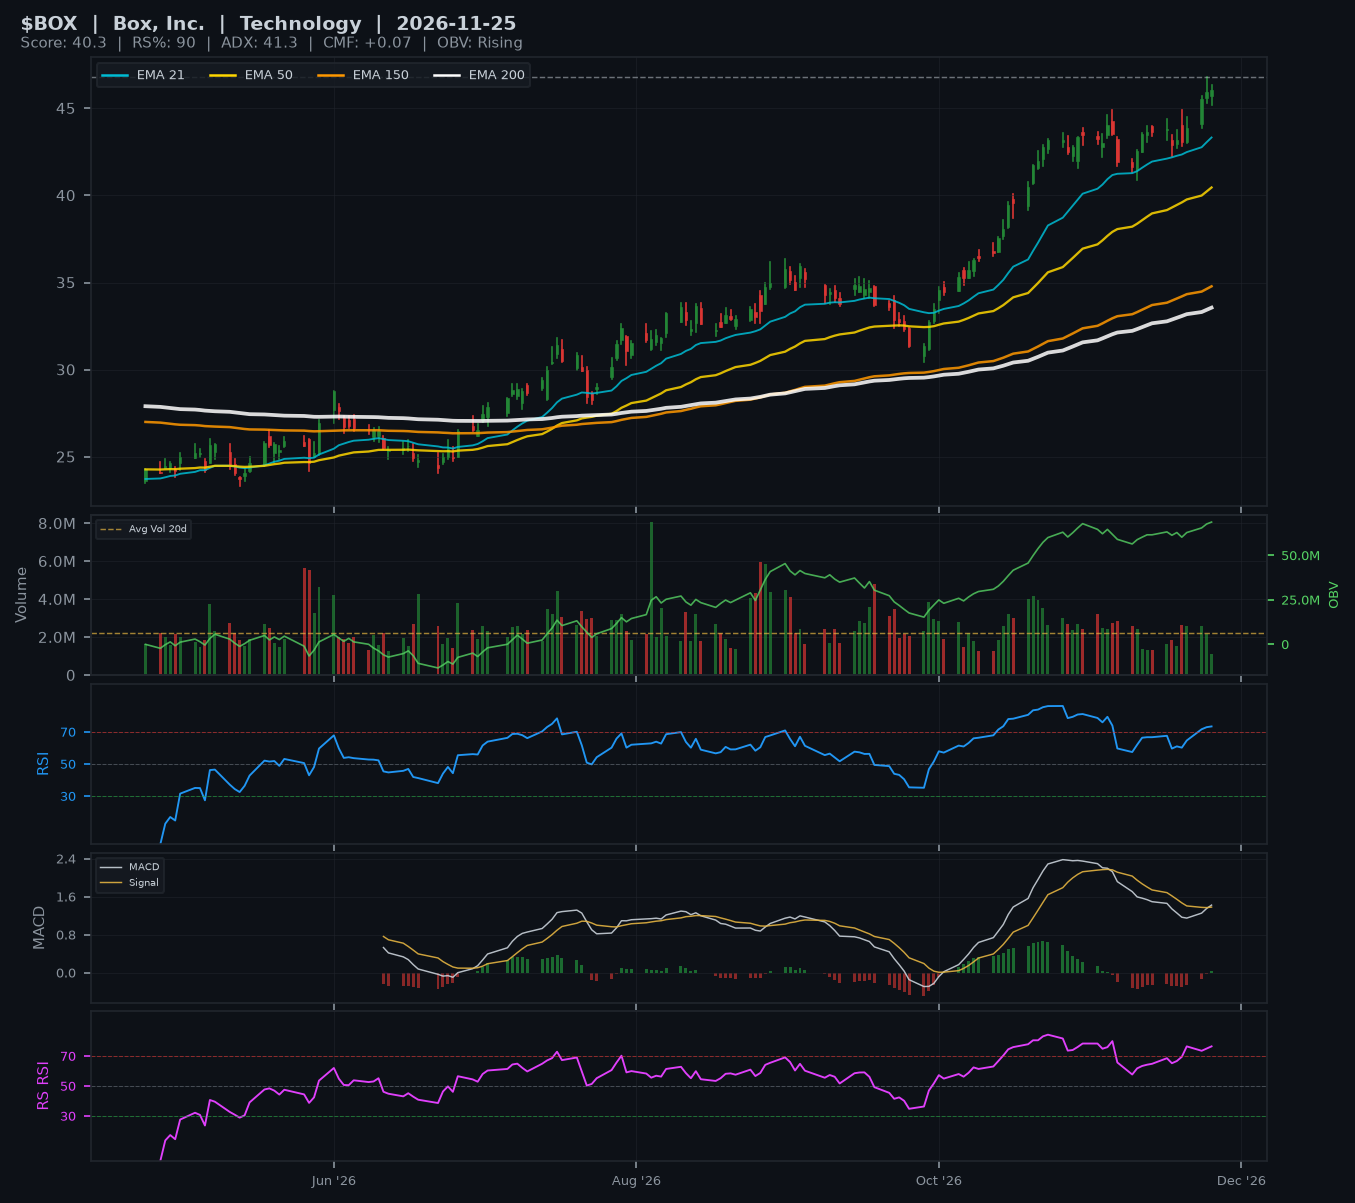 $BOX | Box, Inc. | Technology | 2026-11-25
Score: 40.3 | RS%: 90 | ADX: 41.3 | CMF: +0.07 | OBV: Rising
EMA 21 EMA 50 EMA 150 EMA 200
45
40
35
30
25
Avg Vol 20d
8.0M
6.0M
4.0M
2.0M
0
Volume
50.0M
25.0M
0
OBV
70
50
30
RSI
MACD
Signal
2.4
1.6
0.8
0.0
MACD
70
50
30
RS RSI
Jun '26 Aug '26 Oct '26 Dec '26